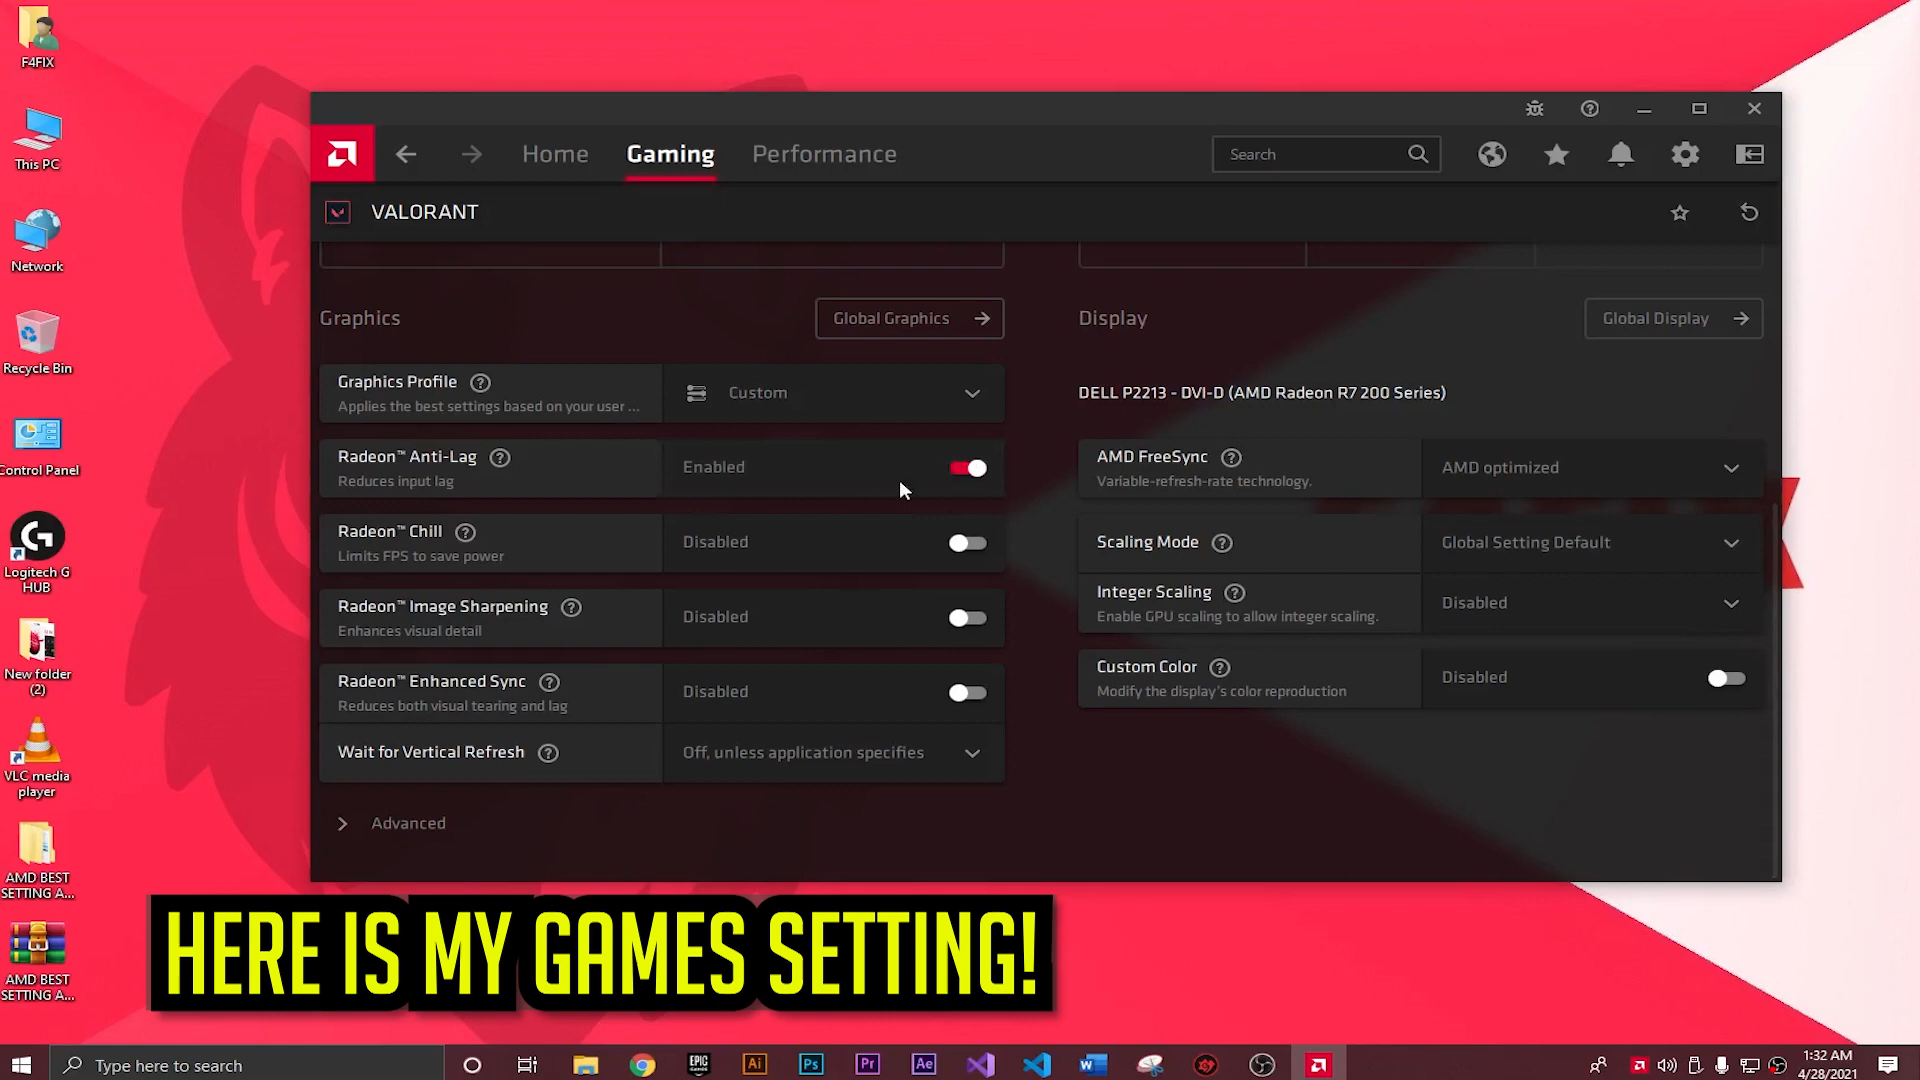 F4FIX
This PC
Network
Recycle Bin
Control Panel
Logitech G
HUB
New folder
(2)
VLC media
player
AMD BEST
SETTING A...
AMD BEST
SETTING A...
Home
Gaming
Performance
Search
VALORANT
Graphics
Global Graphics
Graphics Profile
Applies the best settings based on your user ...
Custom
Radeon™ Anti-Lag
Reduces input lag
Enabled
Radeon™ Chill
Limits FPS to save power
Disabled
Radeon™ Image Sharpening
Enhances visual detail
Disabled
Radeon™ Enhanced Sync
Reduces both visual tearing and lag
Disabled
Wait for Vertical Refresh
Off, unless application specifies
Advanced
Display
Global Display
DELL P2213 - DVI-D (AMD Radeon R7 200 Series)
AMD FreeSync
Variable-refresh-rate technology.
AMD optimized
Scaling Mode
Global Setting Default
Integer Scaling
Enable GPU scaling to allow integer scaling.
Disabled
Custom Color
Modify the display's color reproduction
Disabled
HERE IS MY GAMES SETTING!
Type here to search
EPIC
GAMES
Ai
Ps
Pr
Ae
W
1:32 AM
4/28/2021